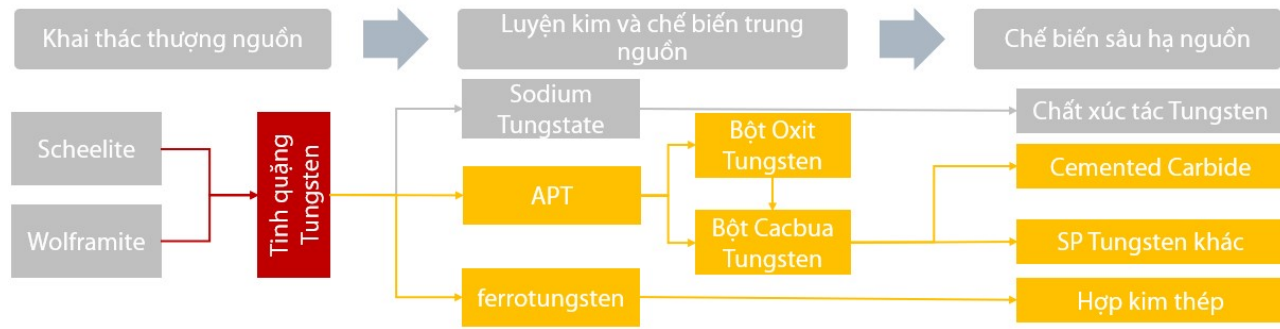 Khai thác thượng nguồn
Luyện kim và chế biến trung
nguồn
Chế biến sâu hạ nguồn
Scheelite
Wolframite
Tinh quặng
Tungsten
Sodium
Tungstate
APT
ferrotungsten
Bột Oxit
Tungsten
Bột Cacbua
Tungsten
Chất xúc tác Tungsten
Cemented Carbide
SP Tungsten khác
Hợp kim thép